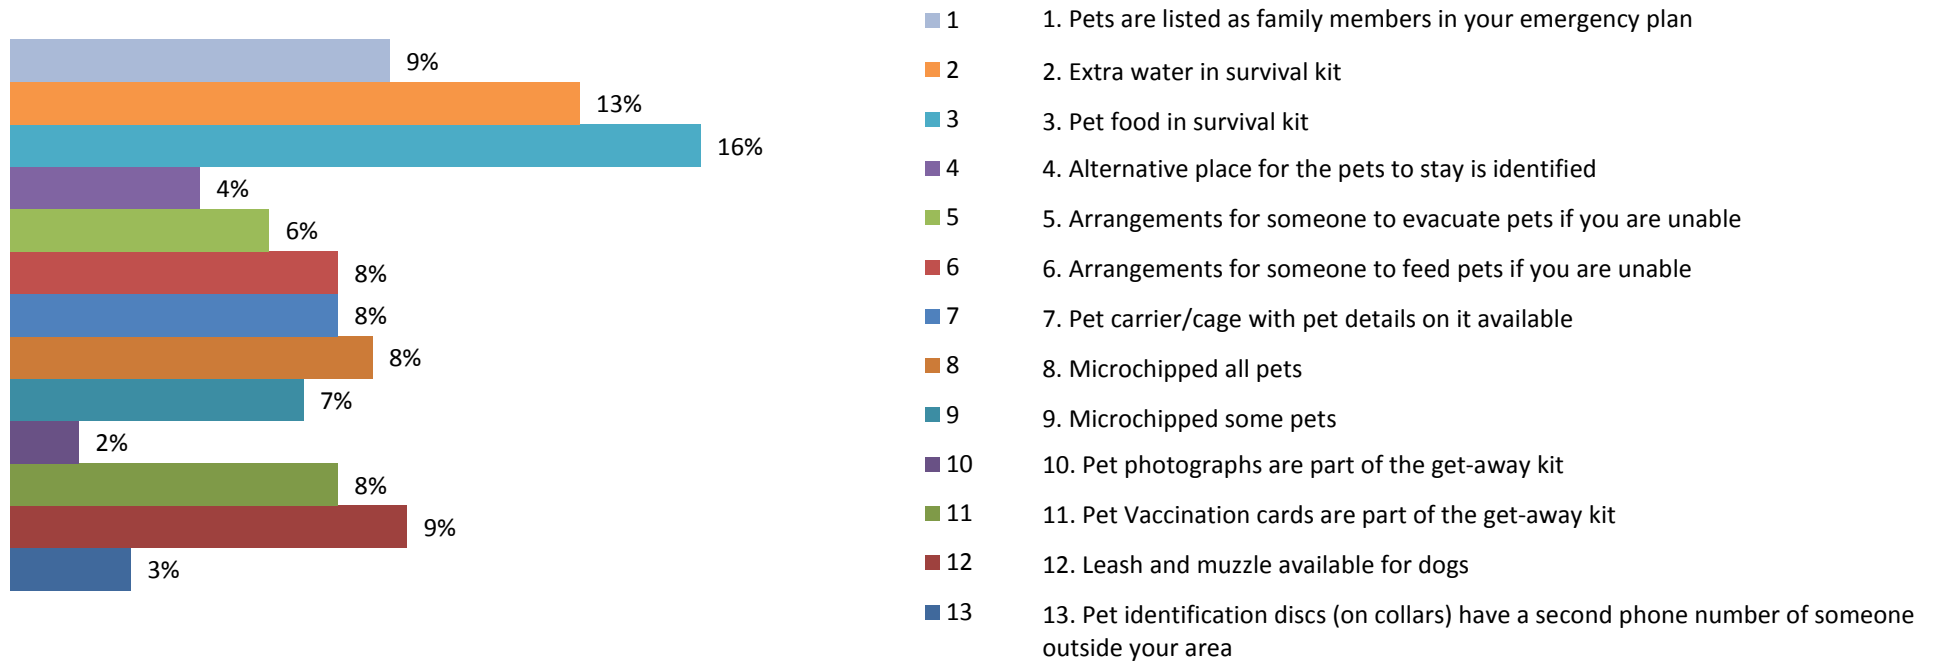 9%
13%
16%
4%
6%
8%
8%
8%
7%
2%
8%
9%
3%
1
2
3
4
5
6
7
8
9
10
11
12
13
1. Pets are listed as family members in your emergency plan
2. Extra water in survival kit
3. Pet food in survival kit
4. Alternative place for the pets to stay is identified
5. Arrangements for someone to evacuate pets if you are unable
6. Arrangements for someone to feed pets if you are unable
7. Pet carrier/cage with pet details on it available
8. Microchipped all pets
9. Microchipped some pets
10. Pet photographs are part of the get-away kit
11. Pet Vaccination cards are part of the get-away kit
12. Leash and muzzle available for dogs
13. Pet identification discs (on collars) have a second phone number of someone
outside your area